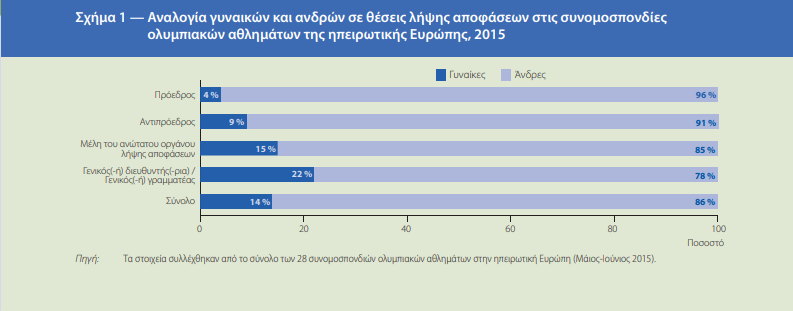 Σχήμα 1 — Αναλογία γυναικών και ανδρών σε θέσεις λήψης αποφάσεων στις συνομοσπονδίες
ολυμπιακών αθλημάτων της ηπειρωτικής Ευρώπης, 2015
Γυναίκες Άνδρες
Πρόεδρος 4 % 96 %
Αντιπρόεδρος 9 % 91 %
Μέλη του ανώτατου οργάνου
λήψης αποφάσεων 15 % 85 %
Γενικός(-ή) διευθυντής(-ρια) /
Γενικός(-ή) γραμματέας 22 % 78 %
Σύνολο 14 % 86 %
0 20 40 60 80 100
Ποσοστό
Πηγή: Τα στοιχεία συλλέχθηκαν από το σύνολο των 28 συνομοσπονδιών ολυμπιακών αθλημάτων στην ηπειρωτική Ευρώπη (Μάιος-Ιούνιος 2015).